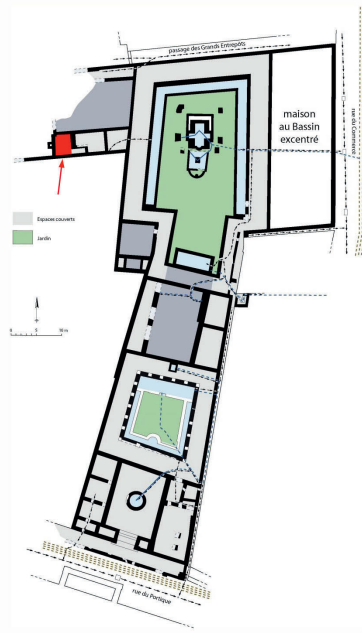 passage des Grands Entrepôts
maison
au Bassin
excentré
rue du Commerce
Espaces couverts
Jardin
0 5 10 m
rue du Portique